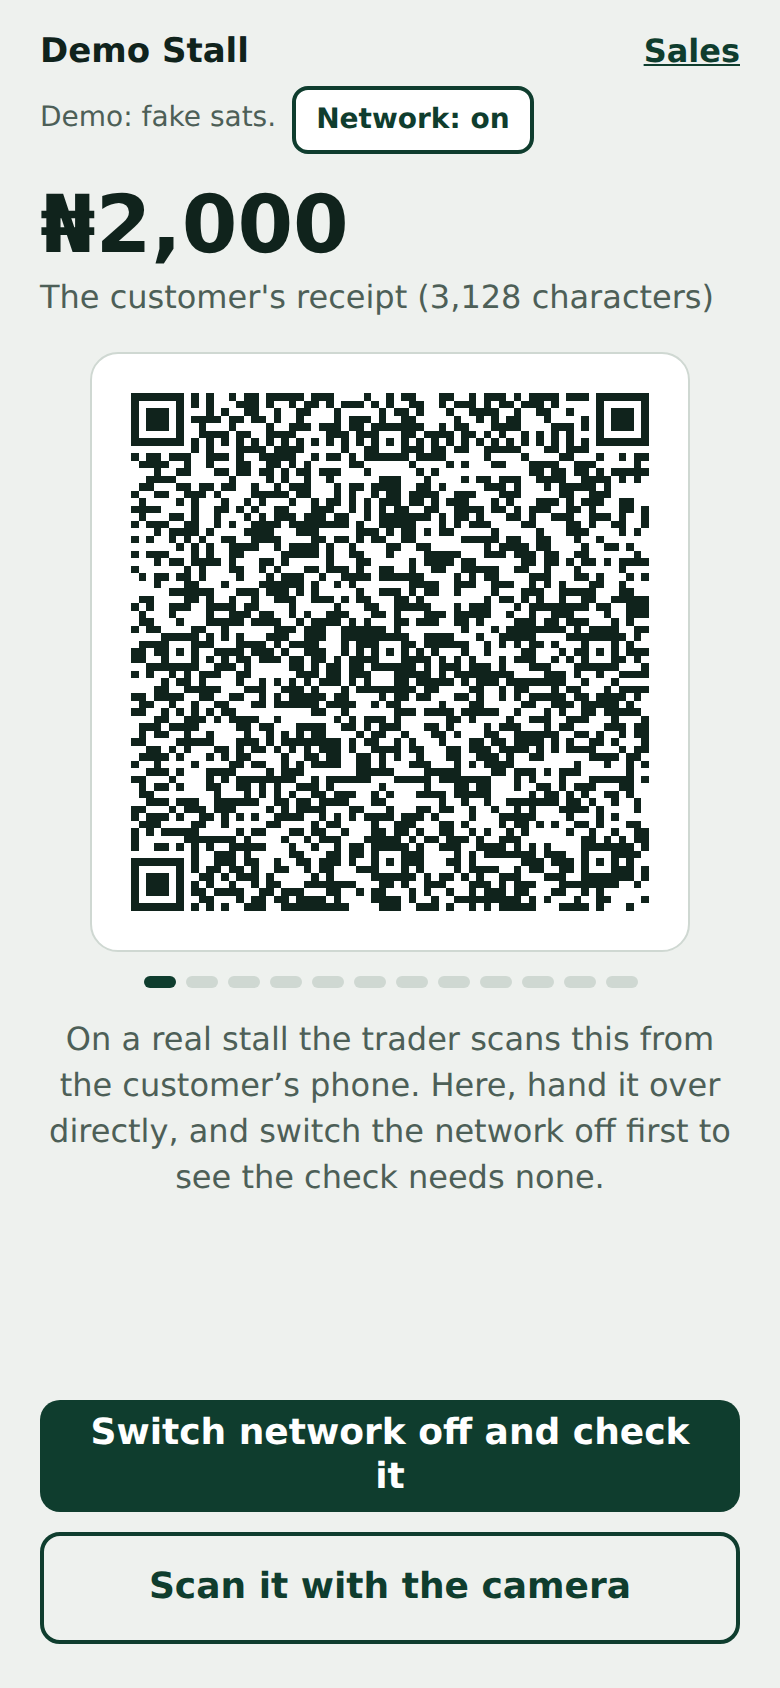 Demo Stall
Sales
Demo: fake sats.
Network: on
₦2,000
The customer's receipt (3,128 characters)
On a real stall the trader scans this from
the customer’s phone. Here, hand it over
directly, and switch the network off first to
see the check needs none.
Switch network off and check
it
Scan it with the camera